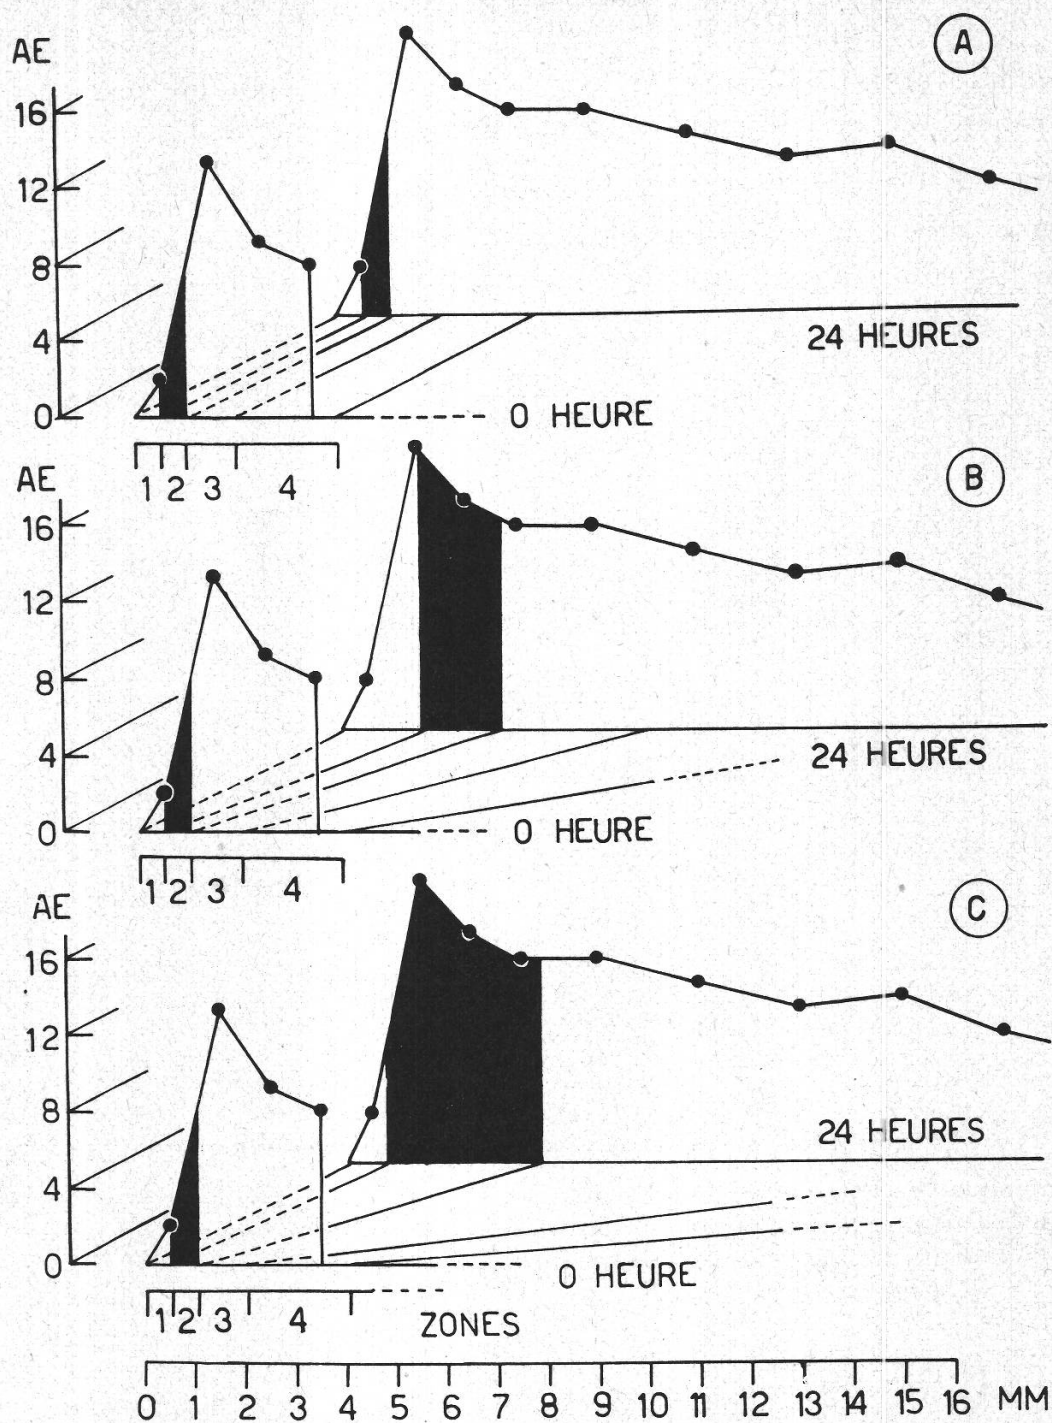 A
AE
16
12
8
4
0
24 HEURES
0 HEURE
1 2 3 4
B
AE
16
12
8
4
0
24 HEURES
0 HEURE
1 2 3 4
C
AE
16
12
8
4
0
24 HEURES
0 HEURE
1 2 3 4 ZONES
0 1 2 3 4 5 6 7 8 9 10 11 12 13 14 15 16 MM